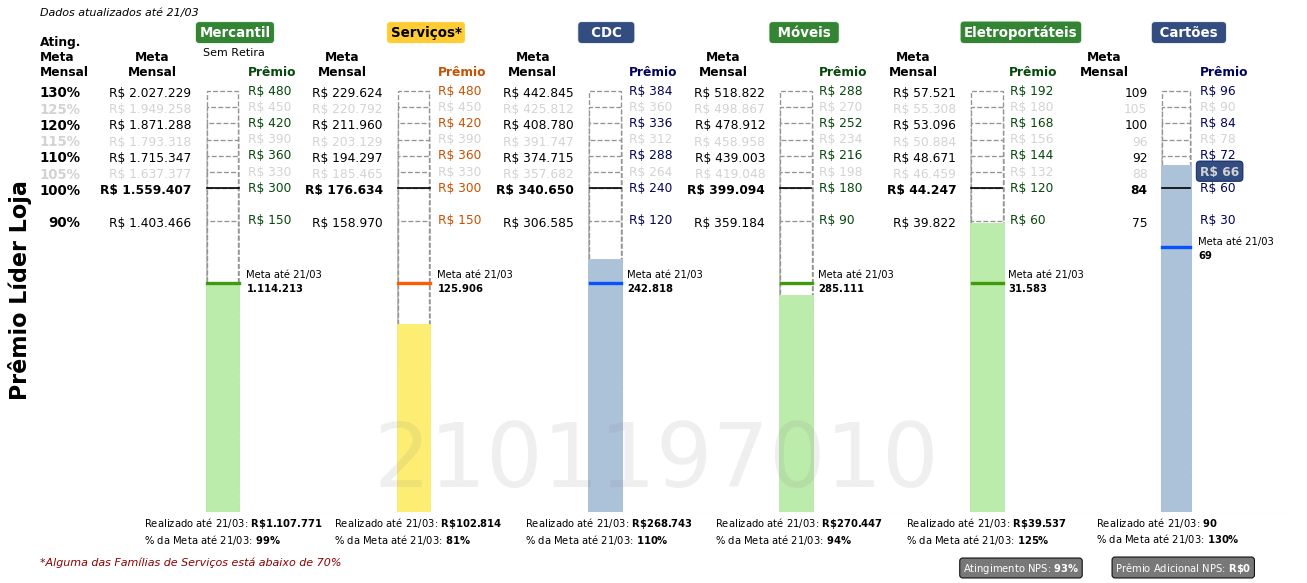 Dados atualizados até 21/03
Mercantil Serviços* CDC Móveis Eletroportáteis Cartões
Sem Retira
Ating. Meta Mensal Meta Mensal Prêmio Meta Mensal Prêmio Meta Mensal Prêmio Meta Mensal Prêmio Meta Mensal Prêmio Meta Mensal Prêmio
130% R$ 2.027.229 R$ 480 R$ 229.624 R$ 480 R$ 442.845 R$ 384 R$ 518.822 R$ 288 R$ 57.521 R$ 192 109 R$ 96
125% R$ 1.949.258 R$ 450 R$ 220.792 R$ 450 R$ 425.812 R$ 360 R$ 498.867 R$ 270 R$ 55.308 R$ 180 105 R$ 90
120% R$ 1.871.288 R$ 420 R$ 211.960 R$ 420 R$ 408.780 R$ 336 R$ 478.912 R$ 252 R$ 53.096 R$ 168 100 R$ 84
115% R$ 1.793.318 R$ 390 R$ 203.129 R$ 390 R$ 391.747 R$ 312 R$ 458.958 R$ 234 R$ 50.884 R$ 156 96 R$ 78
110% R$ 1.715.347 R$ 360 R$ 194.297 R$ 360 R$ 374.715 R$ 288 R$ 439.003 R$ 216 R$ 48.671 R$ 144 92 R$ 72
105% R$ 1.637.377 R$ 330 R$ 185.465 R$ 330 R$ 357.682 R$ 264 R$ 419.048 R$ 198 R$ 46.459 R$ 132 88 R$ 66
100% R$ 1.559.407 R$ 300 R$ 176.634 R$ 300 R$ 340.650 R$ 240 R$ 399.094 R$ 180 R$ 44.247 R$ 120 84 R$ 60
90% R$ 1.403.466 R$ 150 R$ 158.970 R$ 150 R$ 306.585 R$ 120 R$ 359.184 R$ 90 R$ 39.822 R$ 60 75 R$ 30
Meta até 21/03
69
Meta até 21/03 Meta até 21/03 Meta até 21/03 Meta até 21/03 Meta até 21/03
1.114.213 125.906 242.818 285.111 31.583
Prêmio Líder Loja
2101197010
Realizado até 21/03: R$1.107.771 Realizado até 21/03: R$102.814 Realizado até 21/03: R$268.743 Realizado até 21/03: R$270.447 Realizado até 21/03: R$39.537 Realizado até 21/03: 90
% da Meta até 21/03: 99% % da Meta até 21/03: 81% % da Meta até 21/03: 110% % da Meta até 21/03: 94% % da Meta até 21/03: 125% % da Meta até 21/03: 130%
*Alguma das Famílias de Serviços está abaixo de 70% Atingimento NPS: 93% Prêmio Adicional NPS: R$0